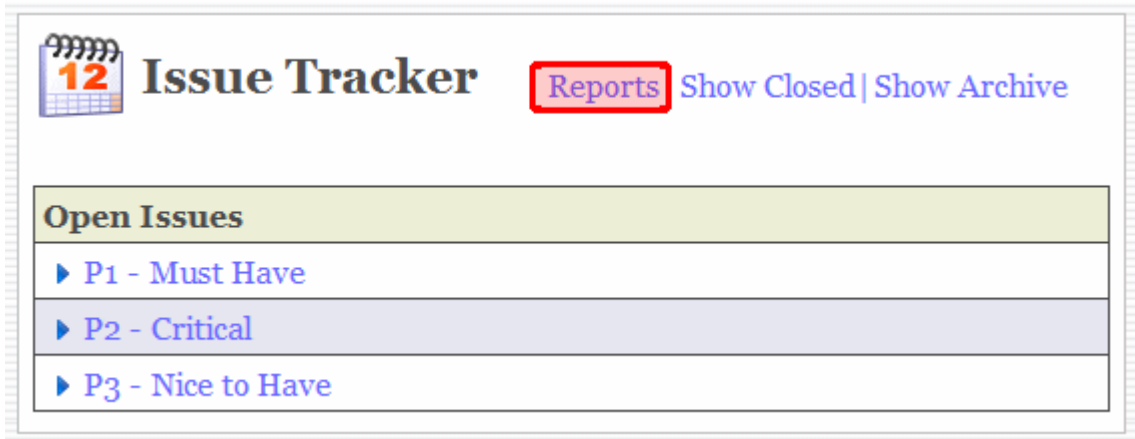 12
Issue Tracker
Reports Show Closed|Show Archive
Open Issues
P1 - Must Have
P2 - Critical
P3 - Nice to Have